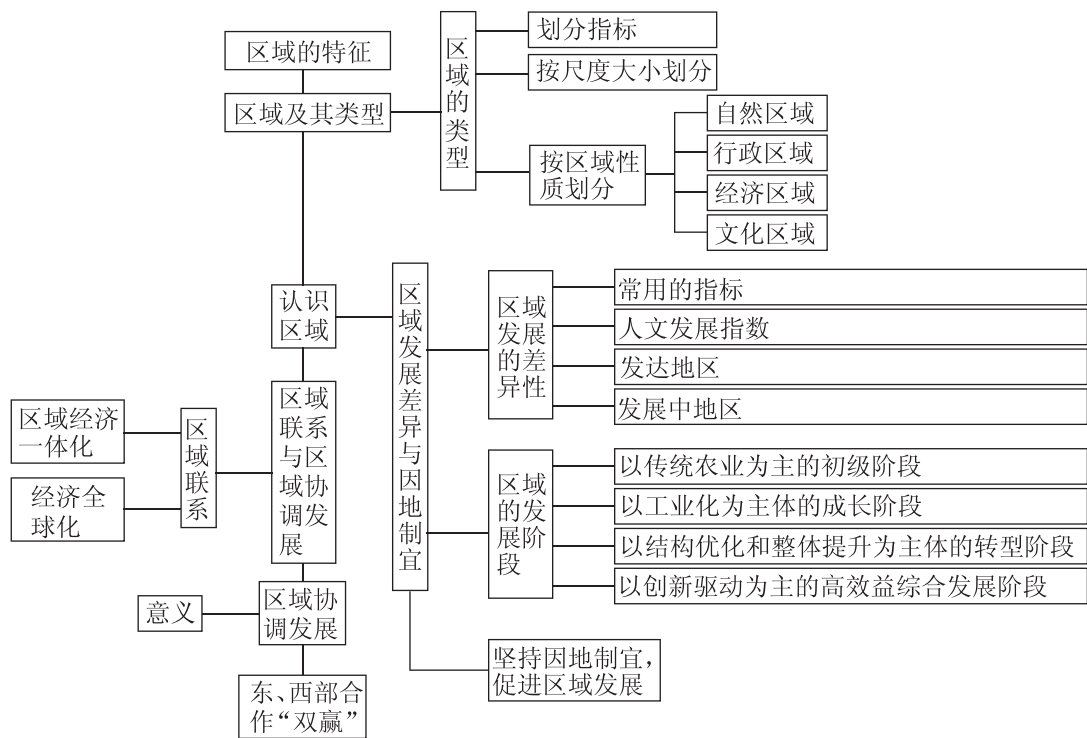 区域的特征
区域及其类型
区域的类型
划分指标
按尺度大小划分
按区域性
质划分
自然区域
行政区域
经济区域
文化区域
认识
区域
区域发展差异与因地制宜
区域
发展
的差
异性
常用的指标
人文发展指数
发达地区
发展中地区
区域
的发
展阶
段
以传统农业为主的初级阶段
以工业化为主体的成长阶段
以结构优化和整体提升为主体的转型阶段
以创新驱动为主的高效益综合发展阶段
坚持因地制宜，
促进区域发展
区域
联系
与区
域协
调发
展
区域联系
区域经济
一体化
经济全
球化
区域协
调发展
意义
东、西部合
作“双赢”